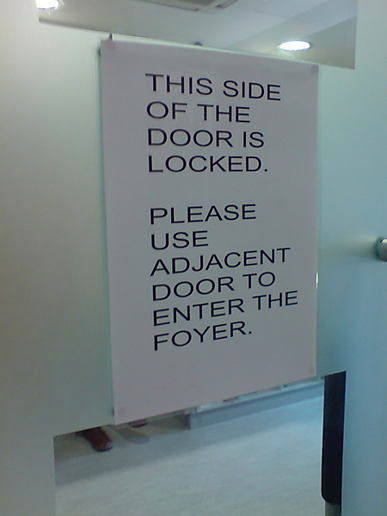 THIS SIDE
OF THE
DOOR IS
LOCKED.
PLEASE
USE
ADJACENT
DOOR TO
ENTER THE
FOYER.